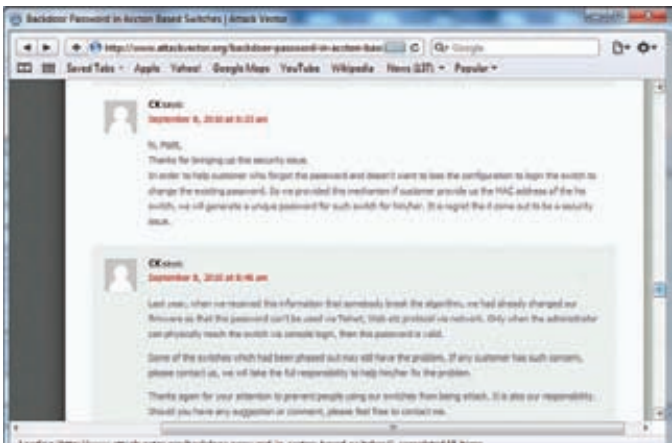 Backdoor Password in Accton Based Switches | Attack Vector
http://www.attackvector.org/backdoor-password-in-accton-bas
Google
Saved Tabs Apple Yahoo! Google Maps YouTube Wikipedia News Popular
CK says:
September 8, 2010 at 8:33 am
hi, Matt,
Thanks for bringing up this security issue.
In order to help customer who forgot the password and doesn't want to lose the configuration to login the switch to
change the existing password. So we provided the mechanism if customer provide us the MAC address of the his
switch, we will generate a unique password for such switch for him/her. It is regret the it come out to be a security
issue.
CK says:
September 8, 2010 at 8:46 am
Last year, when we received this information that somebody break the algorithm, we had already changed our
firmware so that the password can't be used via Telnet, Web etc protocol via network. Only when the administrator
can physically reach the switch via console login, then this password is valid.
Some of the switches which had been phased out may still have the problem. If any customer has such concern,
please contact us, we will take the full responsibility to help him/her fix the problem.
Thanks again for your attention to prevent people using our switches from being attack. It is also our responsibility.
Should you have any suggestion or comment, please feel free to contact me.